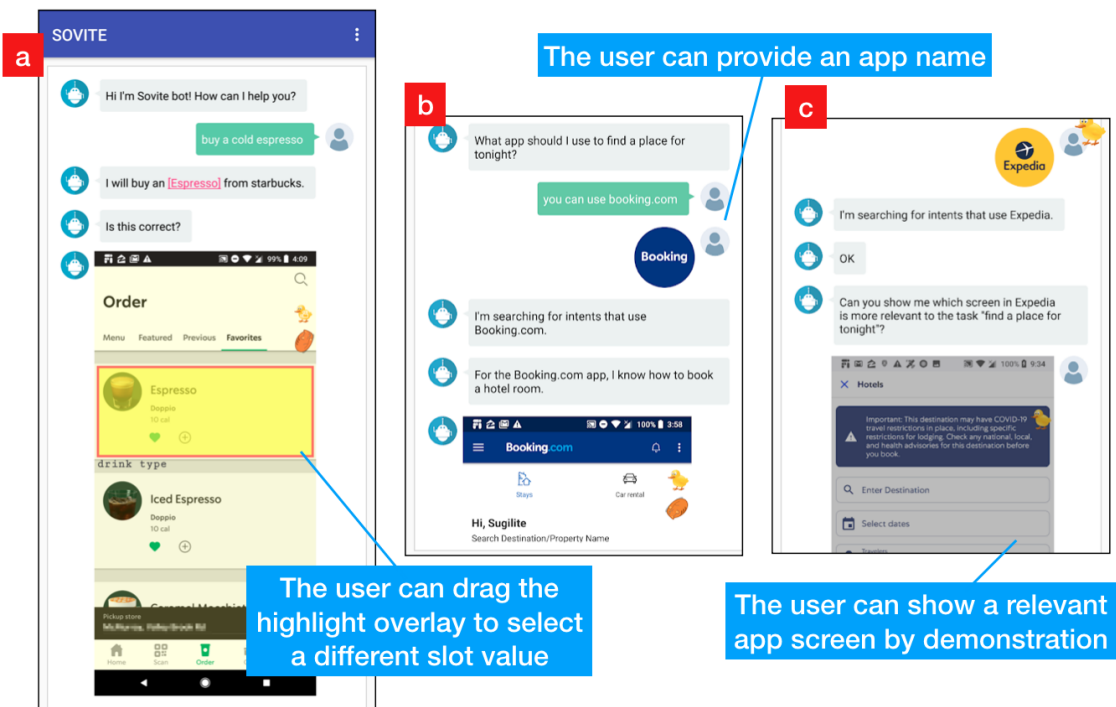 a
SOVITE
Hi I'm Sovite bot! How can I help you?
buy a cold espresso
I will buy an [Espresso] from starbucks.
Is this correct?
99% 4:09
Order
Menu Featured Previous Favorites
Espresso
Doppio
10 cal
drink type
Iced Espresso
Doppio
10 cal
Caramel
Pickup store
Home Scan Order
The user can drag the
highlight overlay to select
a different slot value
The user can provide an app name
b
What app should I use to find a place for
tonight?
you can use booking.com
Booking
I'm searching for intents that use
Booking.com.
For the Booking.com app, I know how to book
a hotel room.
100% 3:58
Booking.com
Stays Car rental
Hi, Sugilite
Search Destination/Property Name
c
Expedia
I'm searching for intents that use Expedia.
OK
Can you show me which screen in Expedia
is more relevant to the task "find a place for
tonight"?
100% 9:34
Hotels
Important: This destination may have COVID-19
travel restrictions in place, including specific
restrictions for lodging. Check any national, local,
and health advisories for this destination before
you book.
Enter Destination
Select dates
The user can show a relevant
app screen by demonstration